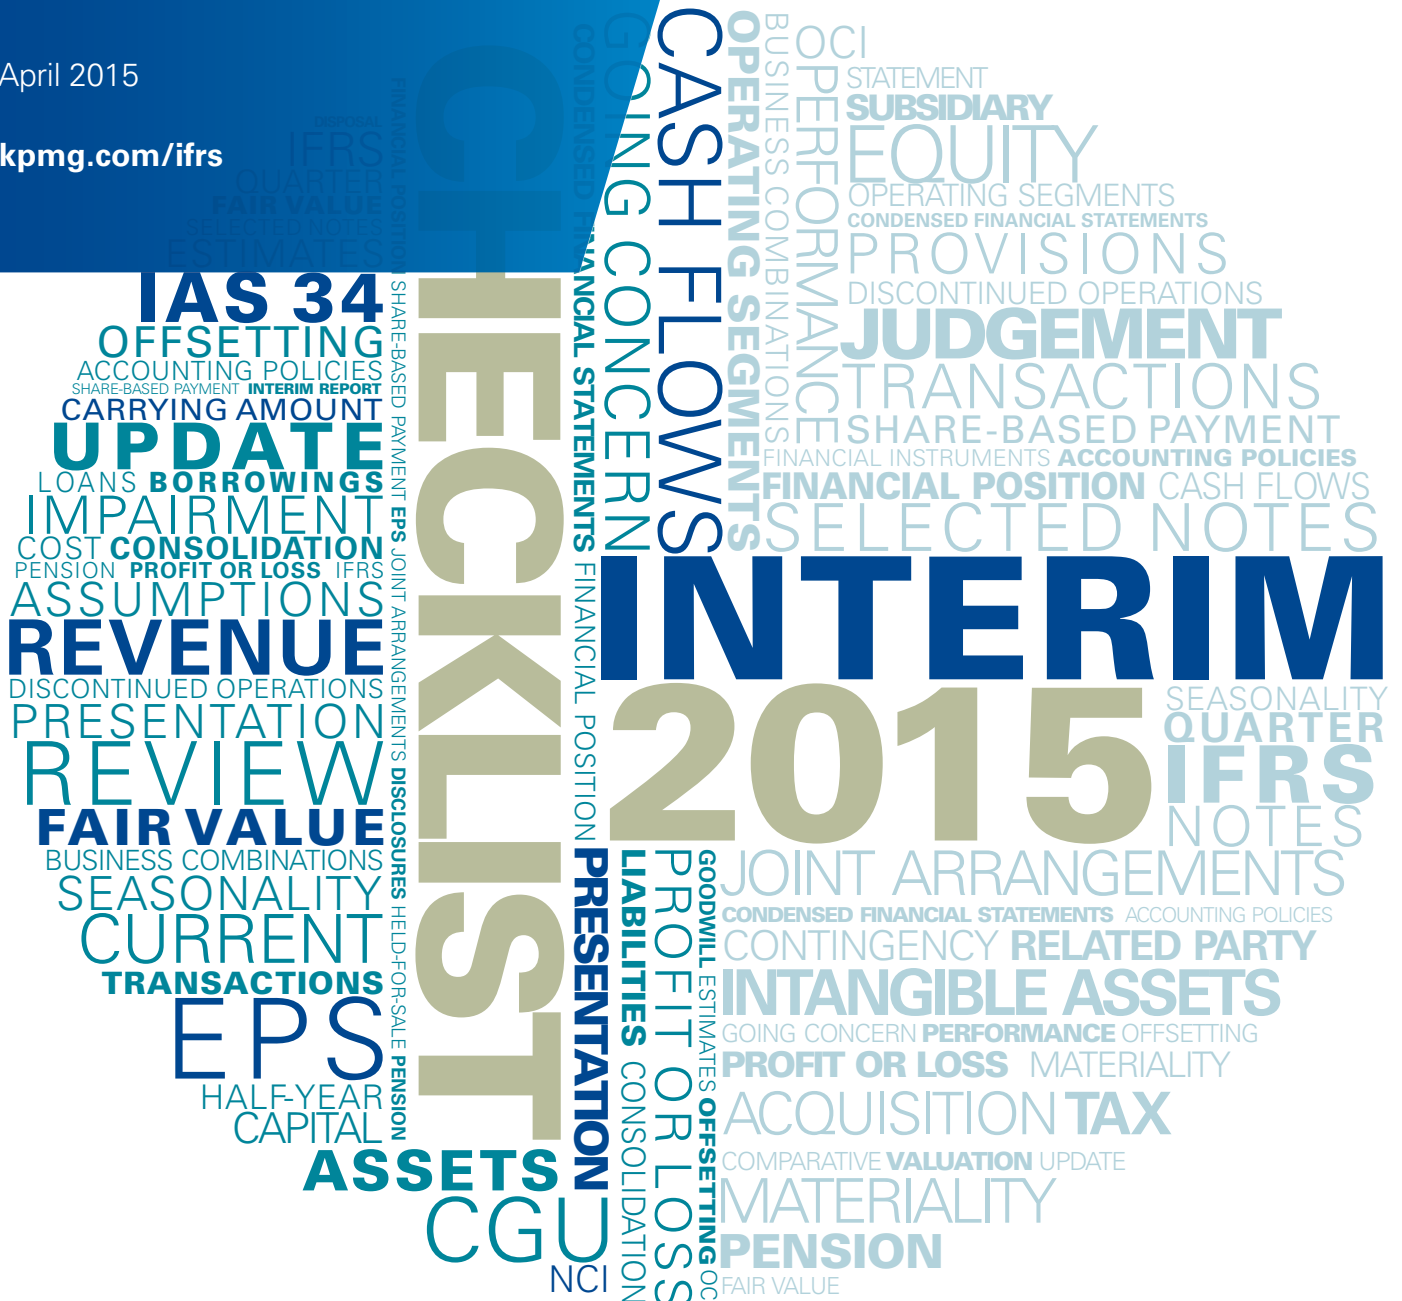 April 2015
kpmg.com/ifrs
DISPOSAL
IFRS
QUARTER
FAIR VALUE
SELECTED NOTES
ESTIMATES
IAS 34
OFFSETTING
ACCOUNTING POLICIES
SHARE-BASED PAYMENT INTERIM REPORT
CARRYING AMOUNT
UPDATE
LOANS BORROWINGS
IMPAIRMENT
COST CONSOLIDATION
PENSION PROFIT OR LOSS IFRS
ASSUMPTIONS
REVENUE
DISCONTINUED OPERATIONS
PRESENTATION
REVIEW
FAIR VALUE
BUSINESS COMBINATIONS
SEASONALITY
CURRENT
TRANSACTIONS
EPS
HALF-YEAR
CAPITAL
ASSETS
CGU
NCI
FINANCIAL POSITION SHARE-BASED PAYMENT EPS JOINT ARRANGEMENTS DISCLOSURES HELD-FOR-SALE PENSION
CHECKLIST
CONDENSED FINANCIAL STATEMENTS FINANCIAL POSITION PRESENTATION
GOING CONCERN
CASH FLOWS
OPERATING SEGMENTS
BUSINESS COMBINATIONS
PERFORMANCE
OCI
STATEMENT
SUBSIDIARY
EQUITY
OPERATING SEGMENTS
CONDENSED FINANCIAL STATEMENTS
PROVISIONS
DISCONTINUED OPERATIONS
JUDGEMENT
TRANSACTIONS
SHARE-BASED PAYMENT
FINANCIAL INSTRUMENTS ACCOUNTING POLICIES
FINANCIAL POSITION CASH FLOWS
SELECTED NOTES
INTERIM
2015
SEASONALITY
QUARTER
IFRS
NOTES
LIABILITIES CONSOLIDATION
PROFIT OR LOSS
GOODWILL ESTIMATES OFFSETTING OC
JOINT ARRANGEMENTS
CONDENSED FINANCIAL STATEMENTS ACCOUNTING POLICIES
CONTINGENCY RELATED PARTY
INTANGIBLE ASSETS
GOING CONCERN PERFORMANCE OFFSETTING
PROFIT OR LOSS MATERIALITY
ACQUISITION TAX
COMPARATIVE VALUATION UPDATE
MATERIALITY
PENSION
FAIR VALUE